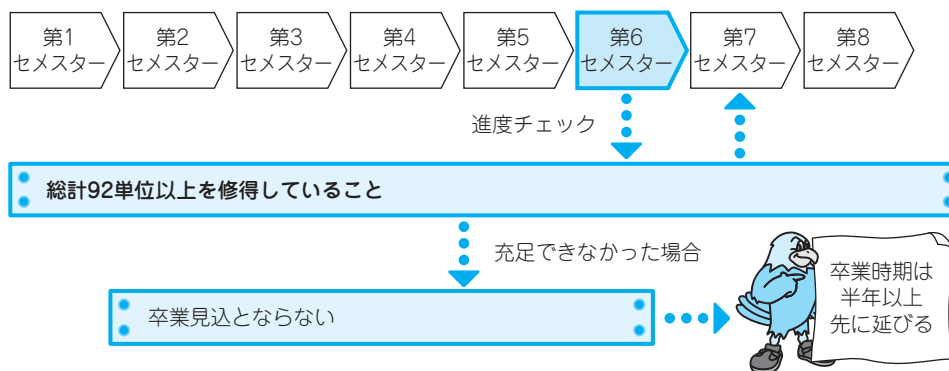 第1
セメスター
第2
セメスター
第3
セメスター
第4
セメスター
第5
セメスター
第6
セメスター
第7
セメスター
第8
セメスター
進度チェック
総計92単位以上を修得していること
充足できなかった場合
卒業見込とならない
卒業時期は
半年以上
先に延びる